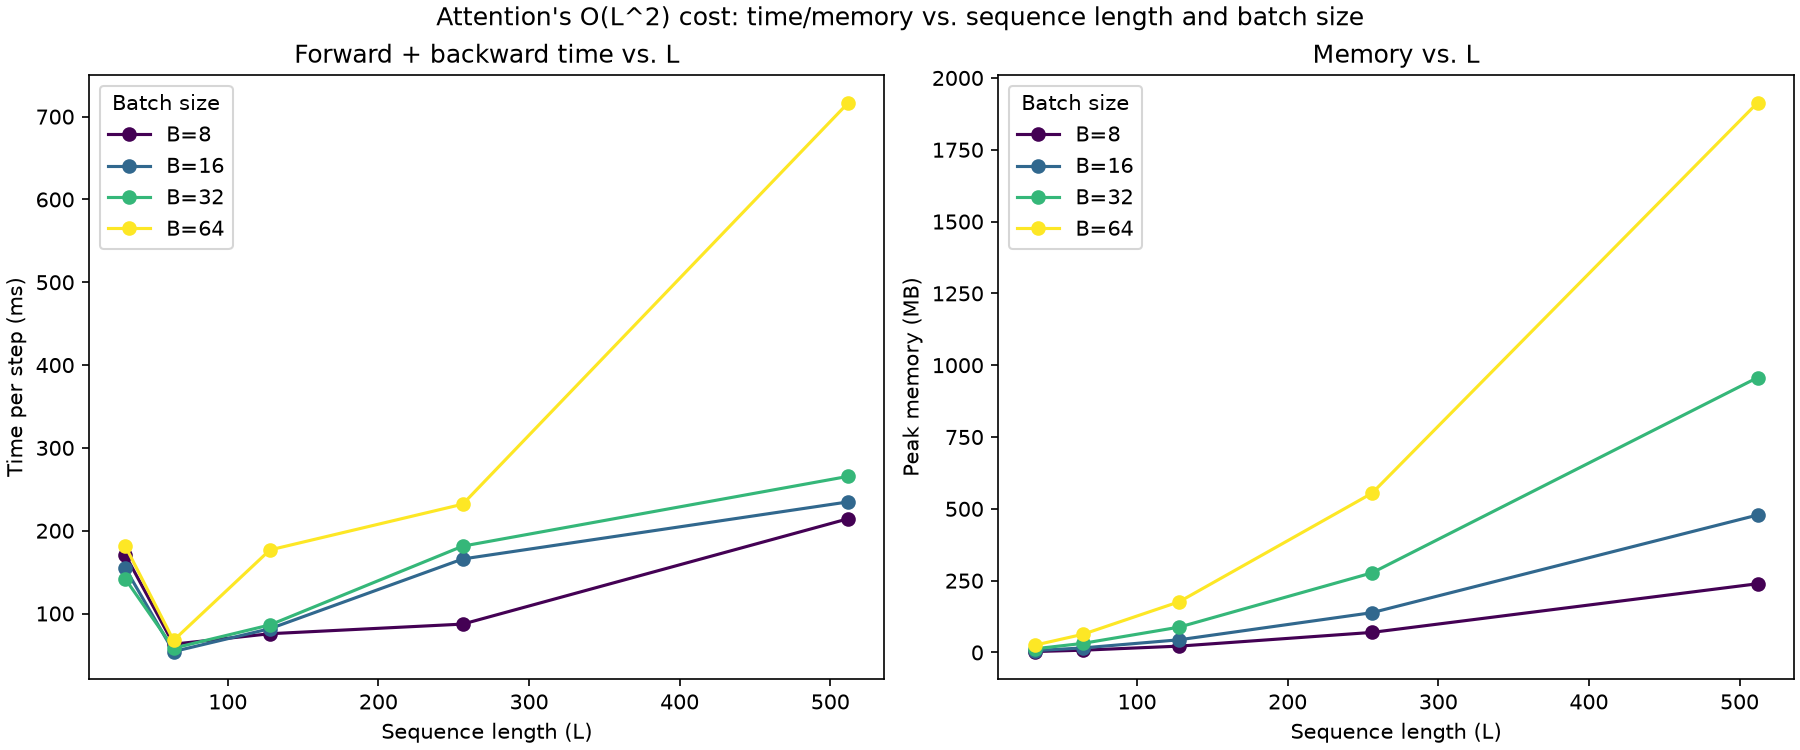 Attention's O(L^2) cost: time/memory vs. sequence length and batch size
Forward + backward time vs. L
Time per step (ms)
700
600
500
400
300
200
100
Batch size
B=8
B=16
B=32
B=64
100
200
300
400
500
Sequence length (L)
Memory vs. L
Peak memory (MB)
2000
1750
1500
1250
1000
750
500
250
0
Batch size
B=8
B=16
B=32
B=64
100
200
300
400
500
Sequence length (L)